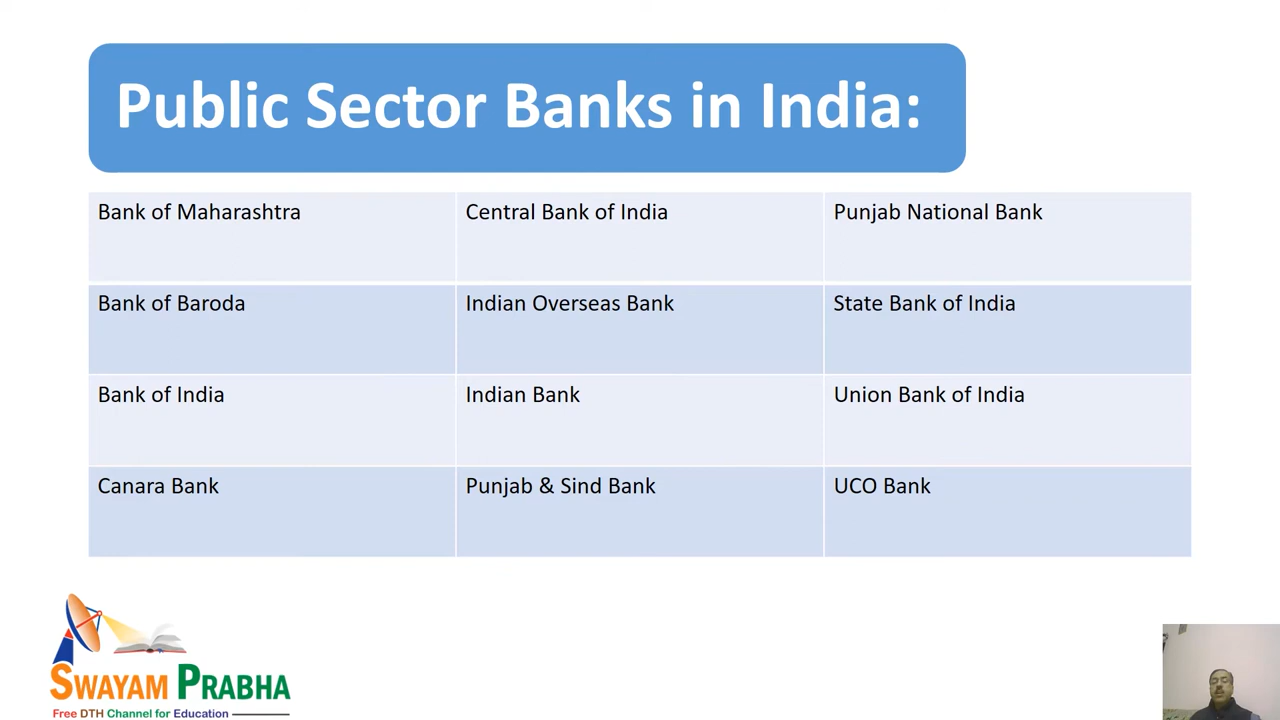 Public Sector Banks in India:
Bank of Maharashtra
Central Bank of India
Punjab National Bank
Bank of Baroda
Indian Overseas Bank
State Bank of India
Bank of India
Indian Bank
Union Bank of India
Canara Bank
Punjab & Sind Bank
UCO Bank
SWAYAM PRABHA
Free DTH Channel for Education